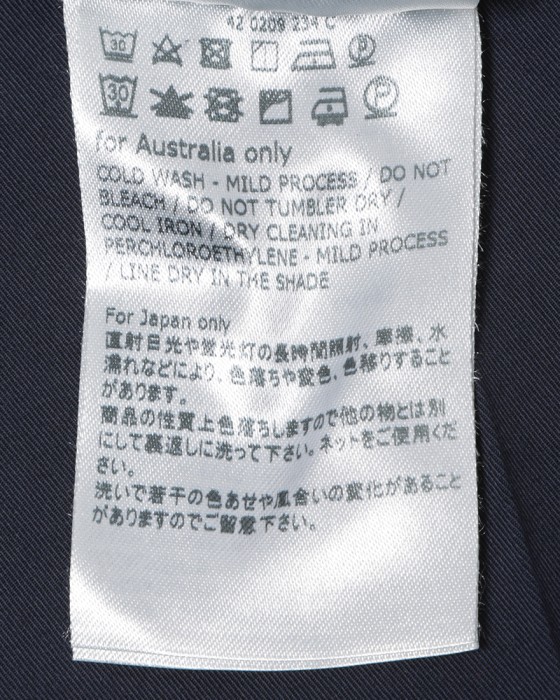 42 0209 234 C
30
30 P
for Australia only
COLD WASH - MILD PROCESS / DO NOT
BLEACH / DO NOT TUMBLER DRY /
COOL IRON / DRY CLEANING IN
PERCHLOROETHYLENE - MILD PROCESS
/ LINE DRY IN THE SHADE
For Japan only
直射日光や蛍光灯の長時間照射、摩擦、水
濡れなどにより、色落ちや変色、色移りすること
があります。
商品の性質上色落ちしますので他の物とは別
にして裏返しに洗って下さい。ネットをご使用くだ
さい。
洗いで若干の色あせや風合いの変化があること
がありますのでご留意下さい。